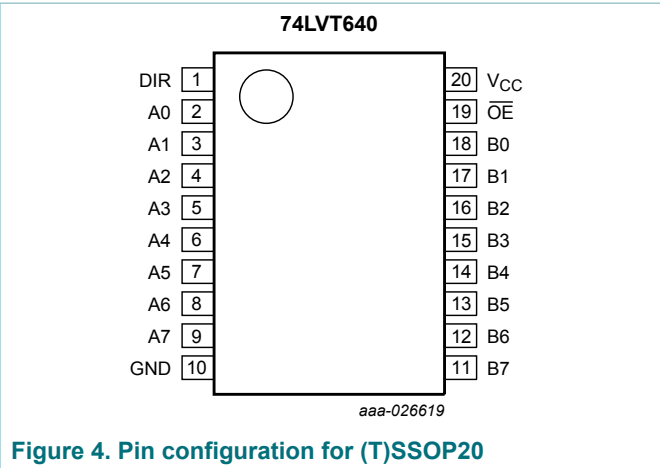 74LVT640
DIR 1 20 VCC
A0 2 19 O̅E̅
A1 3 18 B0
A2 4 17 B1
A3 5 16 B2
A4 6 15 B3
A5 7 14 B4
A6 8 13 B5
A7 9 12 B6
GND 10 11 B7
aaa-026619
Figure 4. Pin configuration for (T)SSOP20